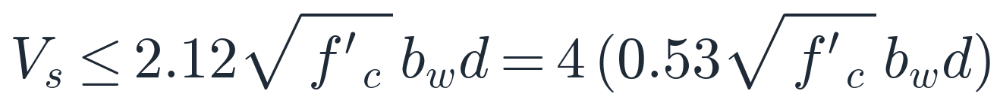 V_s ≤ 2.12√(f'_c) b_w d = 4 (0.53√(f'_c) b_w d)